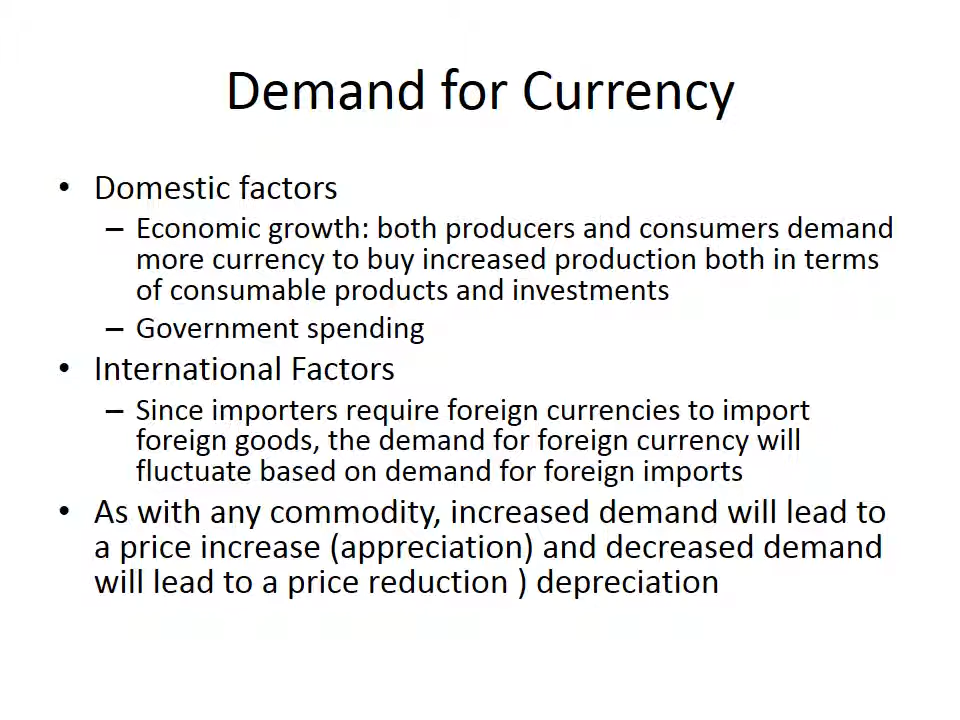 Demand for Currency
• Domestic factors
– Economic growth: both producers and consumers demand
more currency to buy increased production both in terms
of consumable products and investments
– Government spending
• International Factors
– Since importers require foreign currencies to import
foreign goods, the demand for foreign currency will
fluctuate based on demand for foreign imports
• As with any commodity, increased demand will lead to
a price increase (appreciation) and decreased demand
will lead to a price reduction ) depreciation